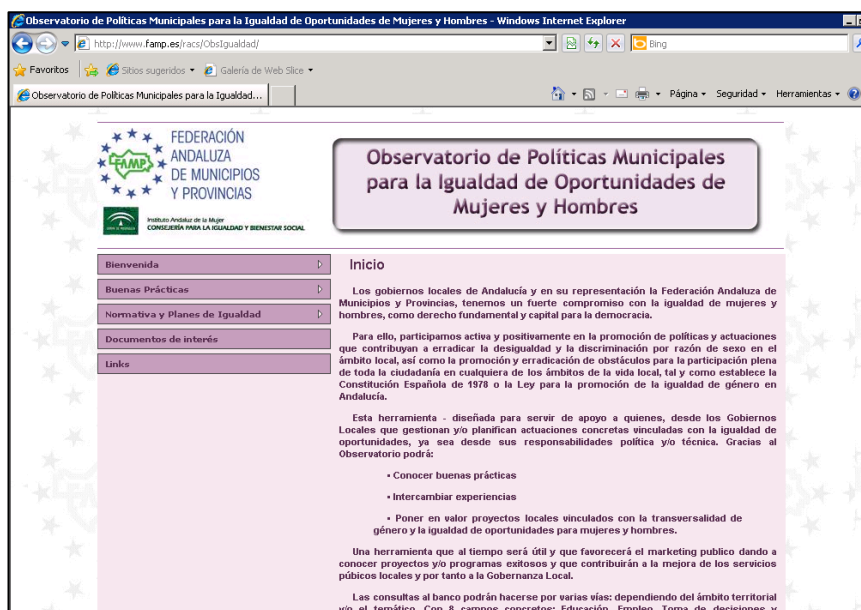 Observatorio de Políticas Municipales para la Igualdad de Oportunidades de Mujeres y Hombres - Windows Internet Explorer
http://www.famp.es/racs/ObsIgualdad/
Bing
Favoritos
Sitios sugeridos
Galería de Web Slice
Observatorio de Políticas Municipales para la Igualdad...
Página
Seguridad
Herramientas
FAMP
FEDERACIÓN
ANDALUZA
DE MUNICIPIOS
Y PROVINCIAS
Instituto Andaluz de la Mujer
CONSEJERÍA PARA LA IGUALDAD Y BIENESTAR SOCIAL
Observatorio de Políticas Municipales
para la Igualdad de Oportunidades de
Mujeres y Hombres
Bienvenida
Buenas Prácticas
Normativa y Planes de Igualdad
Documentos de interés
Links
Inicio
Los gobiernos locales de Andalucía y en su representación la Federación Andaluza de
Municipios y Provincias, tenemos un fuerte compromiso con la igualdad de mujeres y
hombres, como derecho fundamental y capital para la democracia.
Para ello, participamos activa y positivamente en la promoción de políticas y actuaciones
que contribuyan a erradicar la desigualdad y la discriminación por razón de sexo en el
ámbito local, así como la promoción y erradicación de obstáculos para la participación plena
de toda la ciudadanía en cualquiera de los ámbitos de la vida local, tal y como establece la
Constitución Española de 1978 o la Ley para la promoción de la igualdad de género en
Andalucía.
Esta herramienta - diseñada para servir de apoyo a quienes, desde los Gobiernos
Locales que gestionan y/o planifican actuaciones concretas vinculadas con la igualdad de
oportunidades, ya sea desde sus responsabilidades política y/o técnica. Gracias al
Observatorio podrá:
▪ Conocer buenas prácticas
▪ Intercambiar experiencias
▪ Poner en valor proyectos locales vinculados con la transversalidad de
género y la igualdad de oportunidades para mujeres y hombres.
Una herramienta que al tiempo será útil y que favorecerá el marketing publico dando a
conocer proyectos y/o programas exitosos y que contribuirán a la mejora de los servicios
púbicos locales y por tanto a la Gobernanza Local.
Las consultas al banco podrán hacerse por varias vías: dependiendo del ámbito territorial
y/o el temático. Con 8 campos concretos: Educación, Empleo, Toma de decisiones y